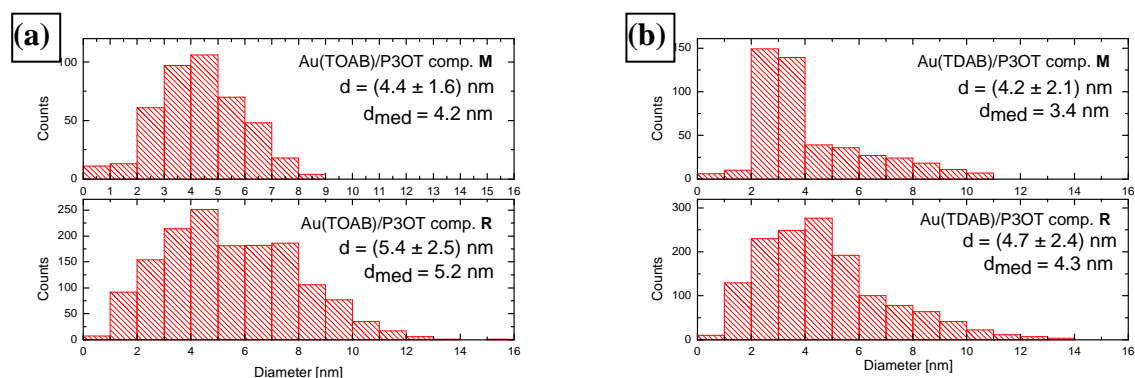 (a)
Au(TOAB)/P3OT comp. M
d = (4.4 ± 1.6) nm
dmed = 4.2 nm
Counts
100
50
0
0 1 2 3 4 5 6 7 8 9 10 11 12 13 14 15 16
Au(TOAB)/P3OT comp. R
d = (5.4 ± 2.5) nm
dmed = 5.2 nm
Counts
250
200
150
100
50
0
0 2 4 6 8 10 12 14 16
Diameter [nm]
(b)
Au(TDAB)/P3OT comp. M
d = (4.2 ± 2.1) nm
dmed = 3.4 nm
Counts
150
100
50
0
0 2 4 6 8 10 12 14 16
Au(TDAB)/P3OT comp. R
d = (4.7 ± 2.4) nm
dmed = 4.3 nm
Counts
300
200
100
0
0 2 4 6 8 10 12 14 16
Diameter [nm]